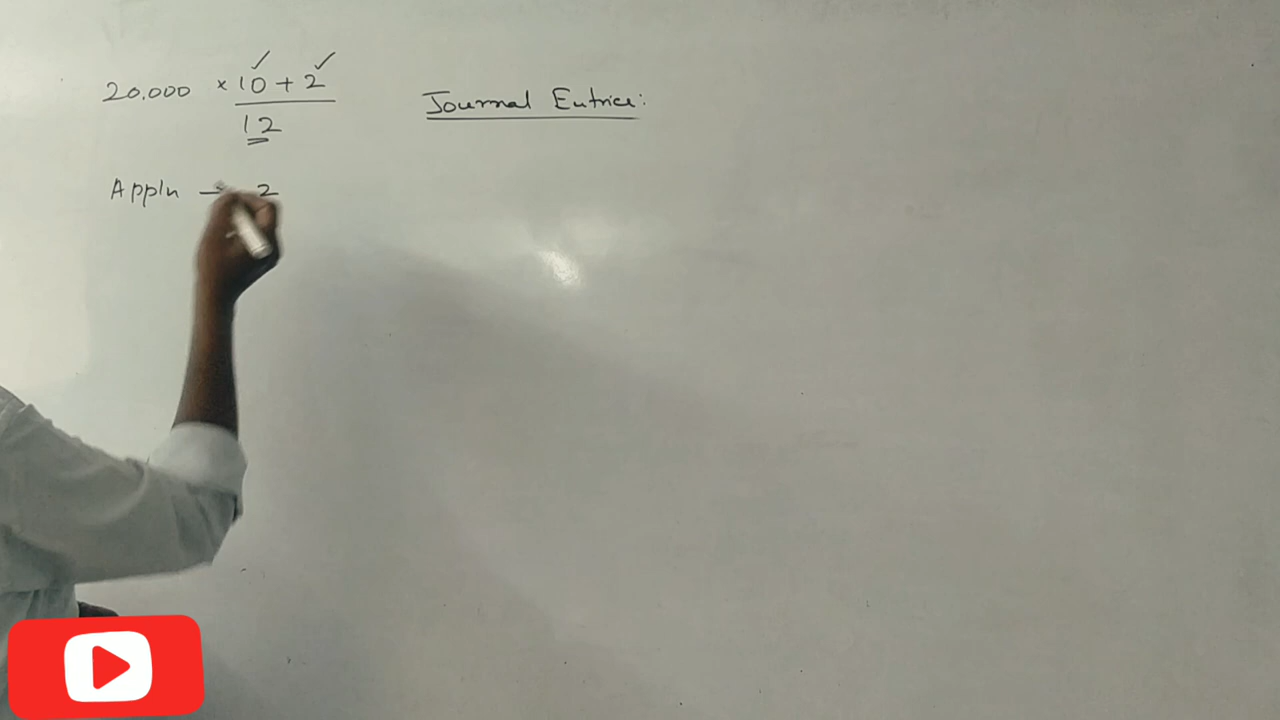 20,000 × 10 + 2
12
Journal Entries:
Appln — 2